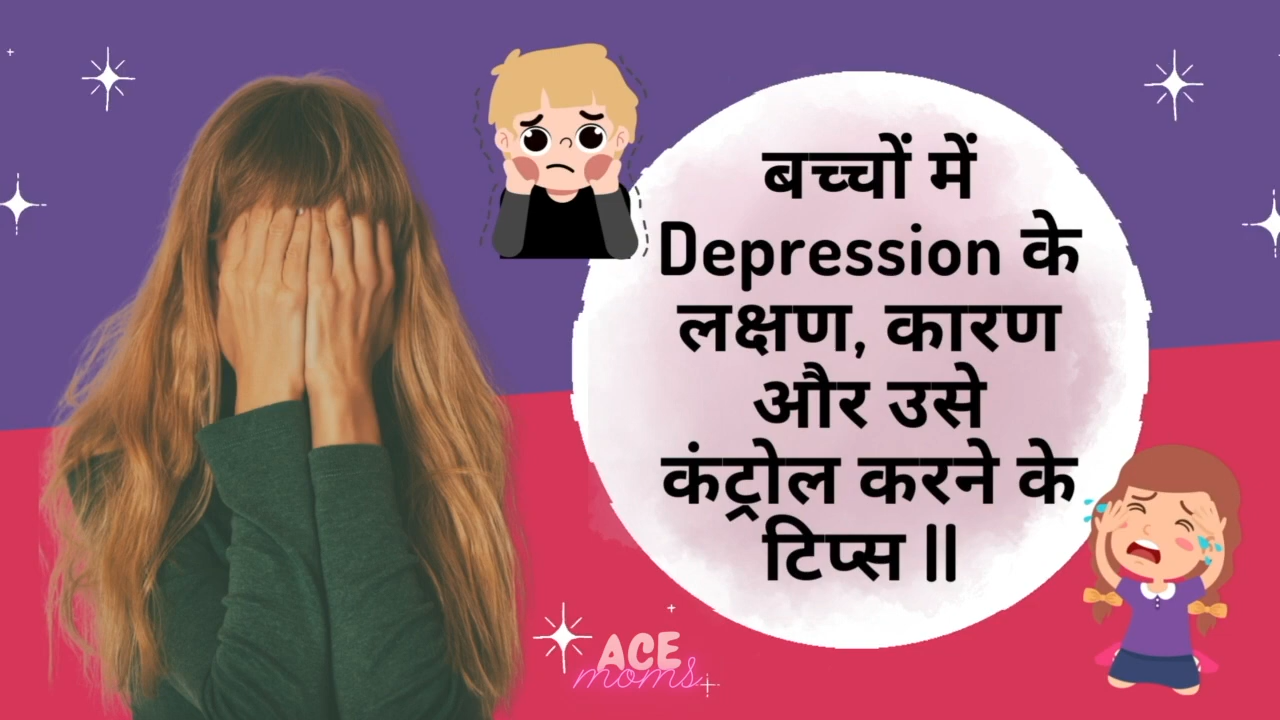 बच्चों में
Depression के
लक्षण, कारण
और उसे
कंट्रोल करने के
टिप्स ||
ACE
moms